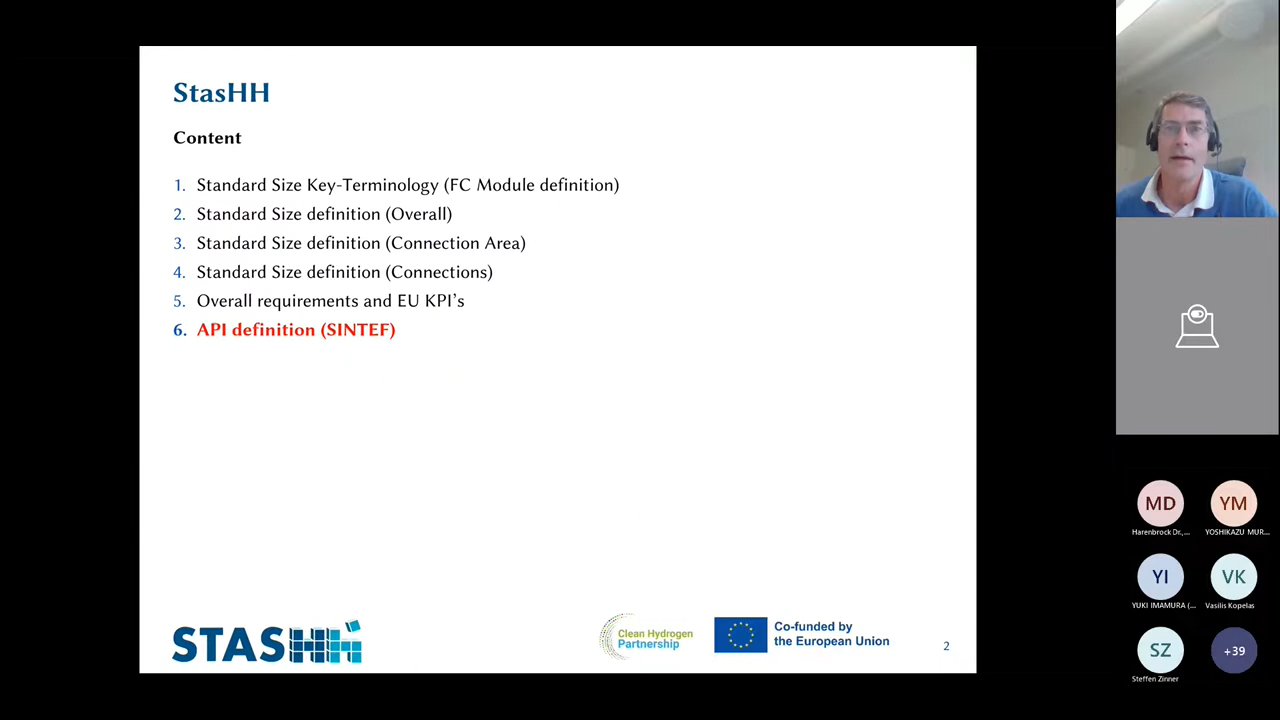 StasHH
Content
1. Standard Size Key-Terminology (FC Module definition)
2. Standard Size definition (Overall)
3. Standard Size definition (Connection Area)
4. Standard Size definition (Connections)
5. Overall requirements and EU KPI's
6. API definition (SINTEF)
STASHH
Clean Hydrogen
Partnership
Co-funded by
the European Union
2
MD
Harenbrock Dr.,...
YM
YOSHIKAZU MUR...
YI
YUKI IMAMURA (...
VK
Vasilis Kopelas
SZ
Steffen Zinner
+39